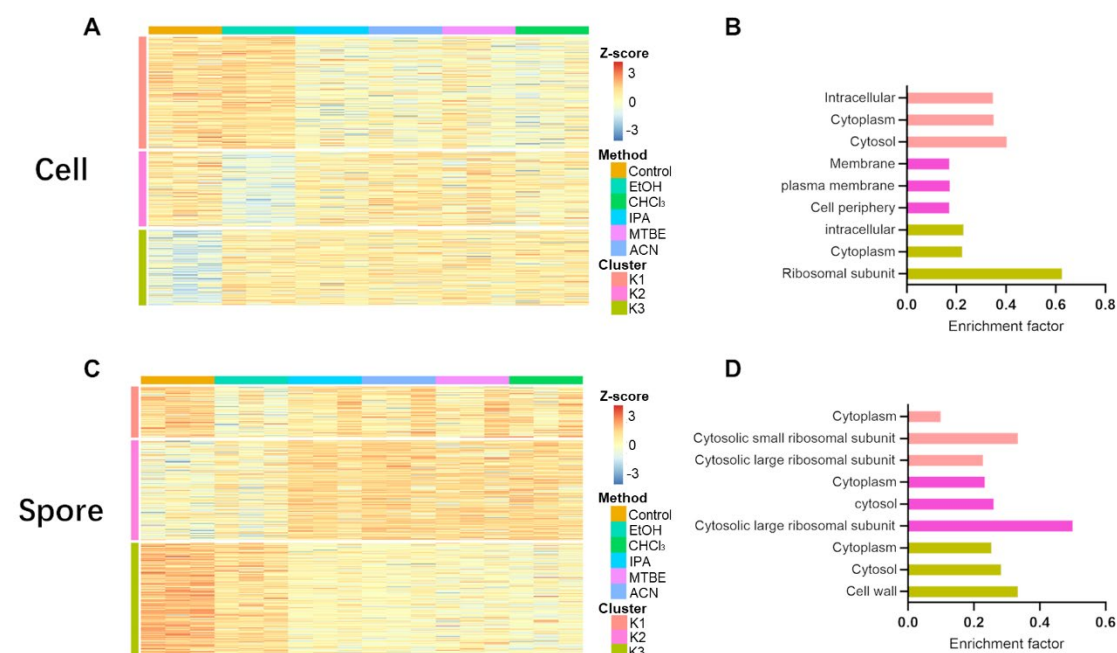 A
Cell
Z-score
3
0
-3
Method
Control
EtOH
CHCl₃
IPA
MTBE
ACN
Cluster
K1
K2
K3
B
Intracellular
Cytoplasm
Cytosol
Membrane
plasma membrane
Cell periphery
intracellular
Cytoplasm
Ribosomal subunit
0.0 0.2 0.4 0.6 0.8
Enrichment factor
C
Spore
Z-score
3
0
-3
Method
Control
EtOH
CHCl₃
IPA
MTBE
ACN
Cluster
K1
K2
K3
D
Cytoplasm
Cytosolic small ribosomal subunit
Cytosolic large ribosomal subunit
Cytoplasm
cytosol
Cytosolic large ribosomal subunit
Cytoplasm
Cytosol
Cell wall
0.0 0.2 0.4 0.6
Enrichment factor